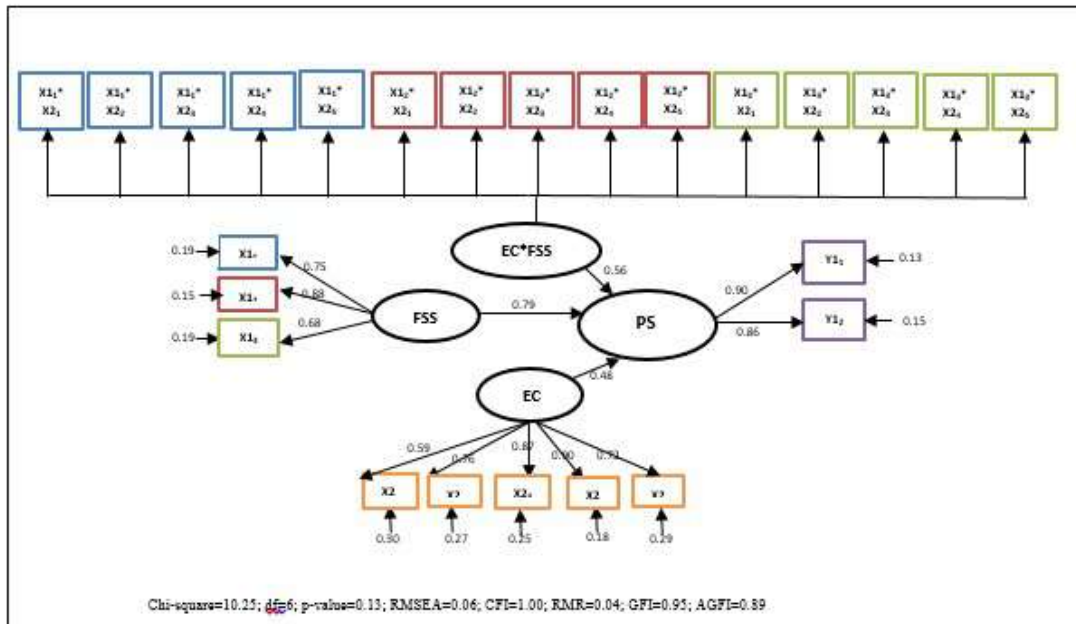 X1₁* X1₁* X1₁* X1₁* X1₁* X1₂* X1₂* X1₂* X1₂* X1₂* X1₃* X1₃* X1₃* X1₃* X1₃*
X2₁ X2₂ X2₃ X2₄ X2₅ X2₁ X2₂ X2₃ X2₄ X2₅ X2₁ X2₂ X2₃ X2₄ X2₅
EC*FSS
0.19
0.75
0.56
Y1₁
0.13
0.15
0.88
0.90
FSS
0.79
PS
0.19
X1₃
0.68
0.86
Y1₂
0.15
0.48
EC
0.59
0.76
0.87
0.90
0.73
X2
X2
0.30
0.27
0.25
0.18
0.29
Chi-square=10.25; df=6; p-value=0.13; RMSEA=0.06; CFI=1.00; RMR=0.04; GFI=0.95; AGFI=0.89